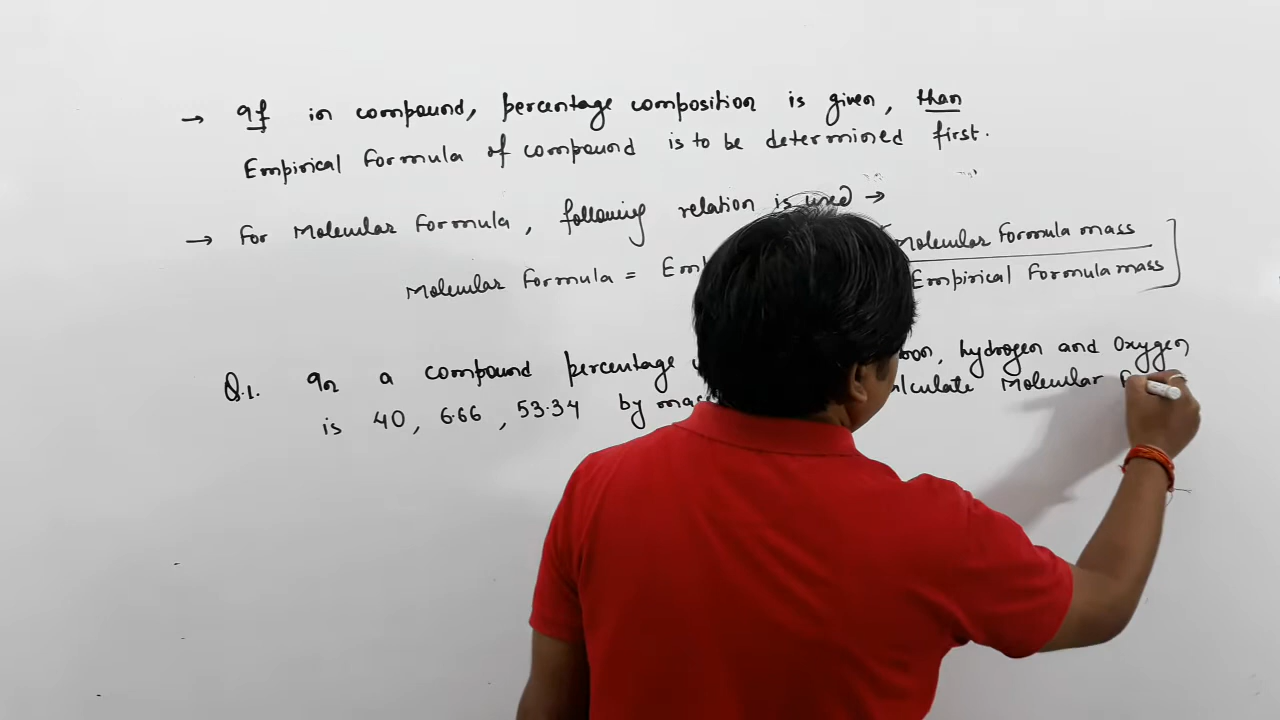 → If in compound, percentage composition is given, than
Empirical Formula of compound is to be determined first.
→ For Molecular Formula, following relation is used →
Molecular Formula = Molecular Formula mass
Empirical Formula mass
Q.1. In a compound percentage hydrogen and Oxygen
is 40, 6.66, 53.34 by Molecular